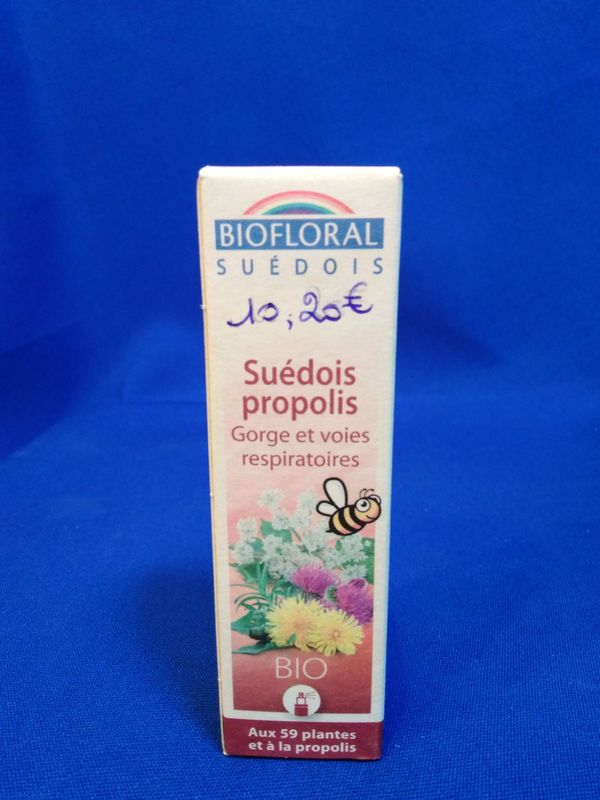 BIOFLORAL
SUÉDOIS
10,20€
Suédois
propolis
Gorge et voies
respiratoires
BIO
Aux 59 plantes
et à la propolis